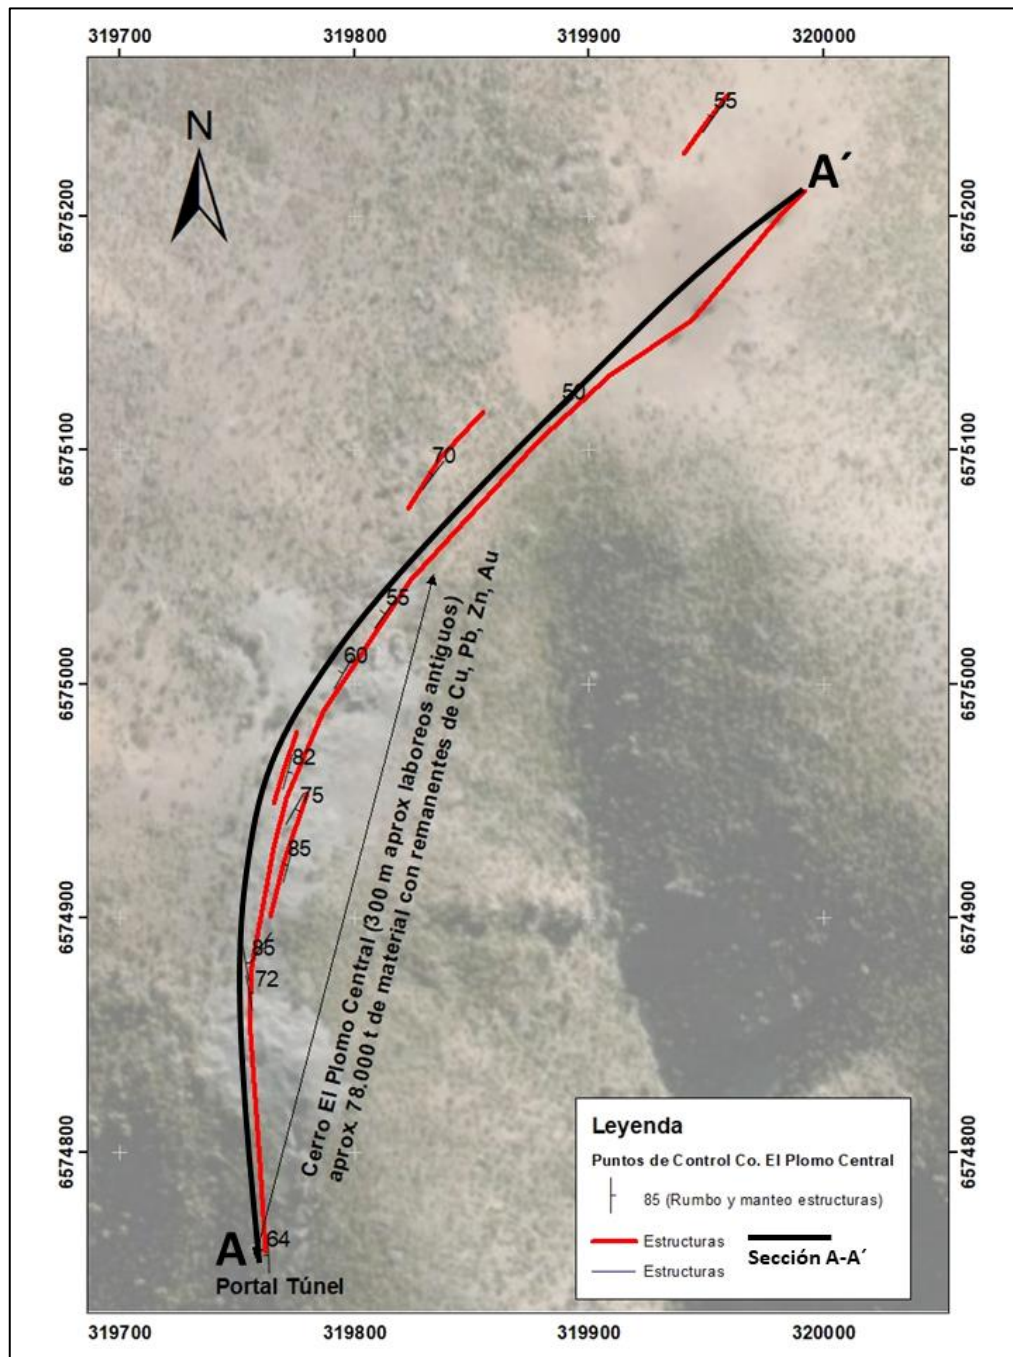 319700 319800 319900 320000
N
55
A´
6575200 6575200
50
6575100 6575100
70
55
60
6575000 6575000
82
75
85
Cerro El Plomo Central (300 m aprox laboreos antiguos)
aprox. 78.000 t de material con remanentes de Cu, Pb, Zn, Au
6574900 6574900
85
72
6574800 6574800
64
A
Portal Túnel
Leyenda
Puntos de Control Co. El Plomo Central
85 (Rumbo y manteo estructuras)
Estructuras
Sección A-A´
Estructuras
319700 319800 319900 320000